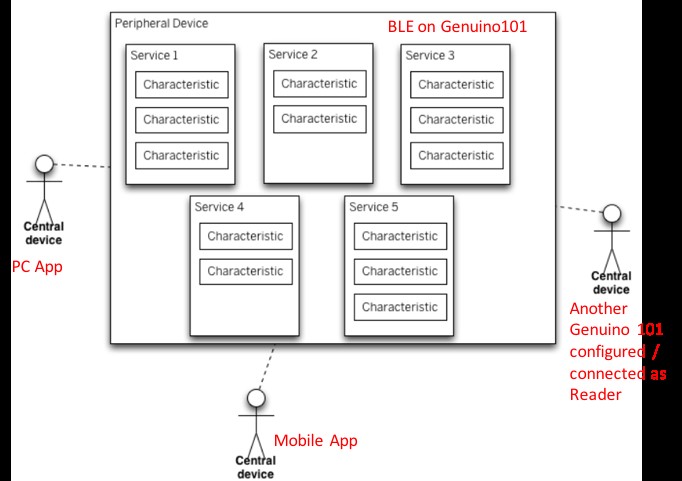 Peripheral Device
BLE on Genuino101
Service 1
Characteristic
Characteristic
Characteristic
Service 2
Characteristic
Characteristic
Service 3
Characteristic
Characteristic
Characteristic
Service 4
Characteristic
Characteristic
Service 5
Characteristic
Characteristic
Characteristic
Central
device
PC App
Central
device
Another
Genuino 101
configured /
connected as
Reader
Central
device
Mobile App